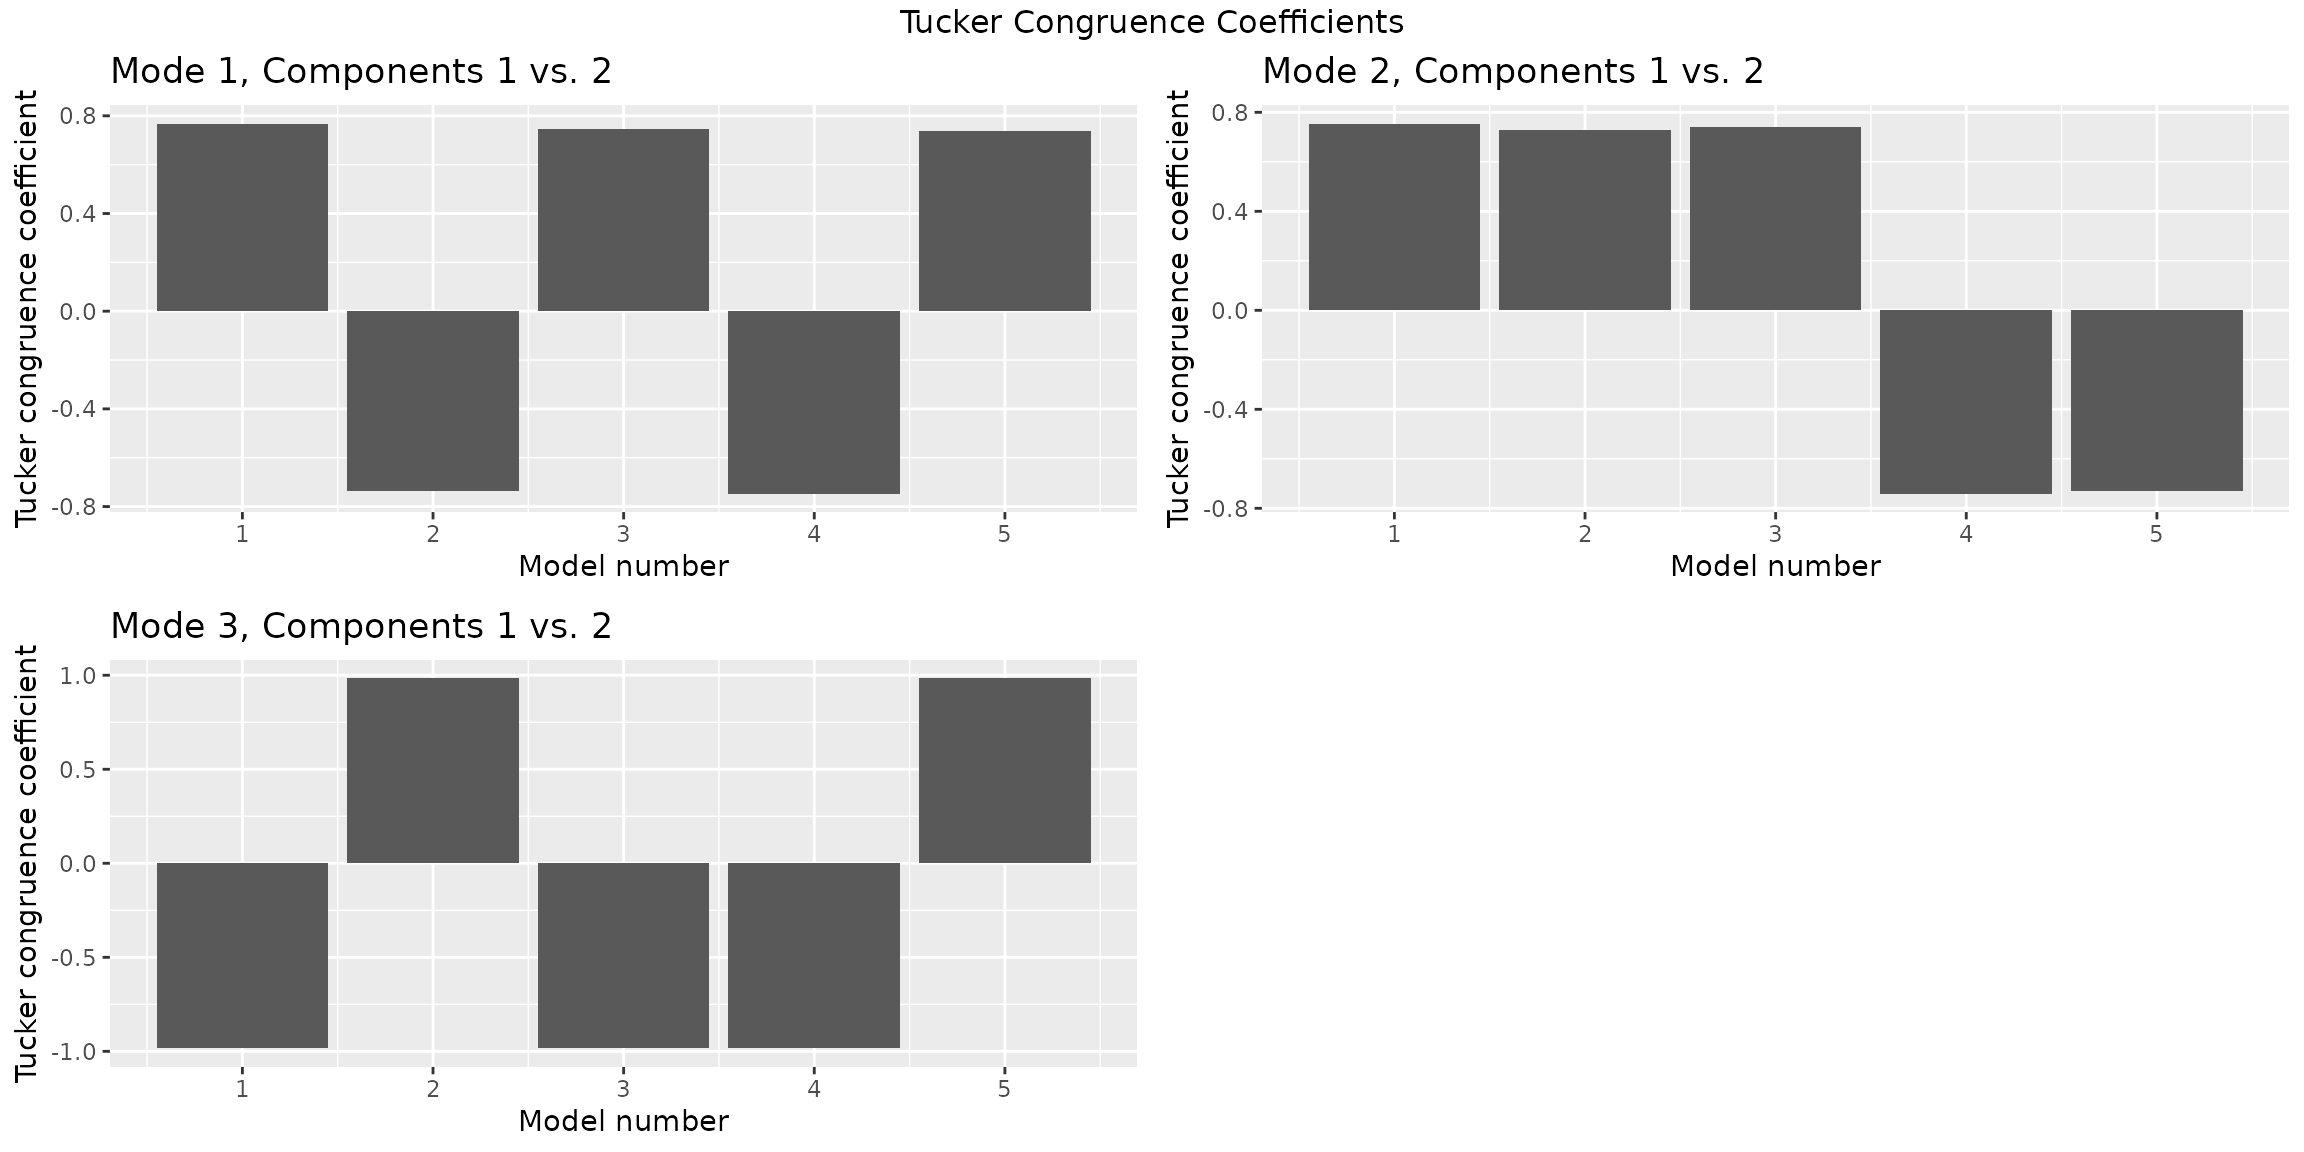 Tucker Congruence Coefficients
Mode 1, Components 1 vs. 2
Tucker congruence coefficient
0.8
0.4
0.0
-0.4
-0.8
1 2 3 4 5
Model number
Mode 2, Components 1 vs. 2
Tucker congruence coefficient
0.8
0.4
0.0
-0.4
-0.8
1 2 3 4 5
Model number
Mode 3, Components 1 vs. 2
Tucker congruence coefficient
1.0
0.5
0.0
-0.5
-1.0
1 2 3 4 5
Model number